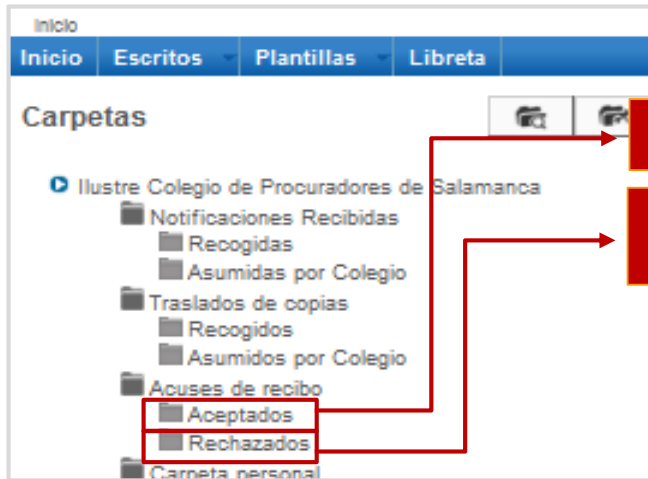 Inicio
Inicio Escritos Plantillas Libreta
Carpetas
Ilustre Colegio de Procuradores de Salamanca
Notificaciones Recibidas
Recogidas
Asumidas por Colegio
Traslados de copias
Recogidos
Asumidos por Colegio
Acuses de recibo
Aceptados
Rechazados
Carpeta personal